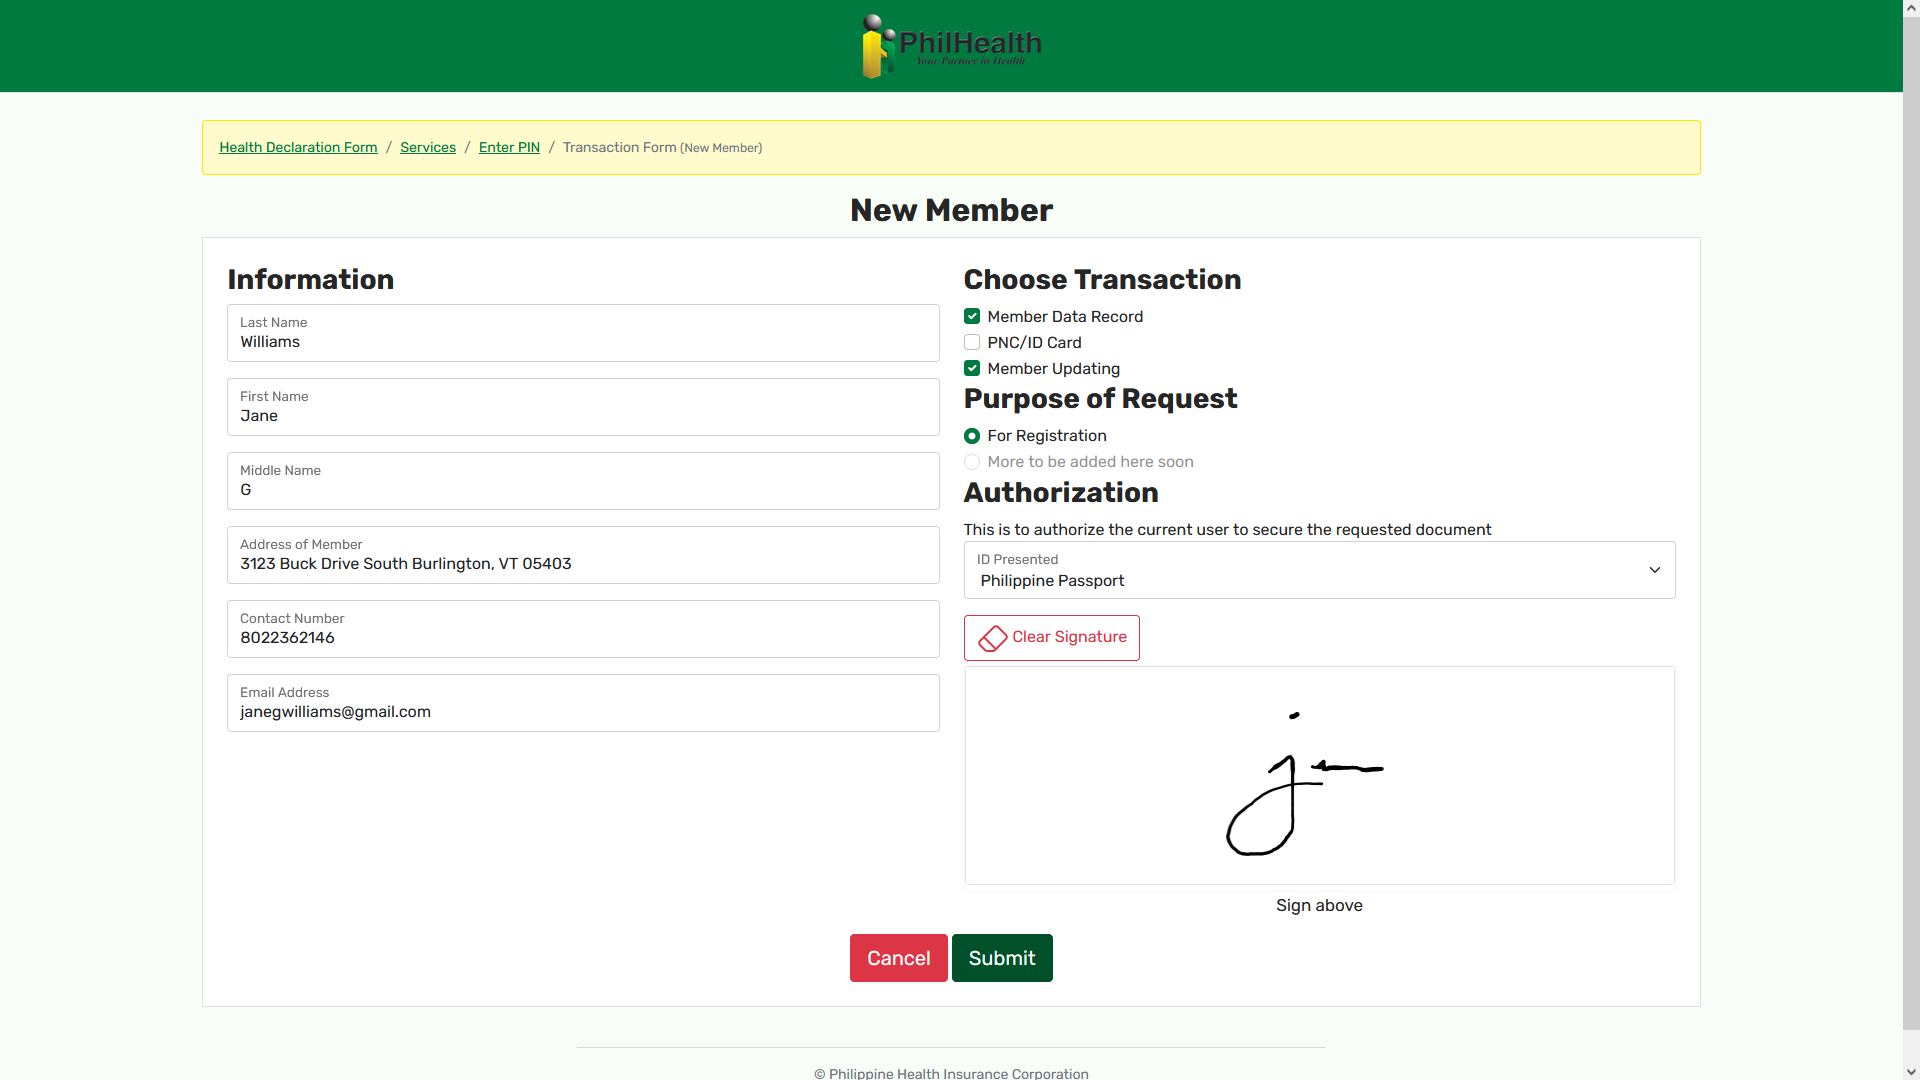 PhilHealth
Your Partner in Health
Health Declaration Form / Services / Enter PIN / Transaction Form (New Member)
New Member
Information
Last Name
Williams
First Name
Jane
Middle Name
G
Address of Member
3123 Buck Drive South Burlington, VT 05403
Contact Number
8022362146
Email Address
janegwilliams@gmail.com
Choose Transaction
Member Data Record
PNC/ID Card
Member Updating
Purpose of Request
For Registration
More to be added here soon
Authorization
This is to authorize the current user to secure the requested document
ID Presented
Philippine Passport
Clear Signature
Sign above
Cancel
Submit
© Philippine Health Insurance Corporation